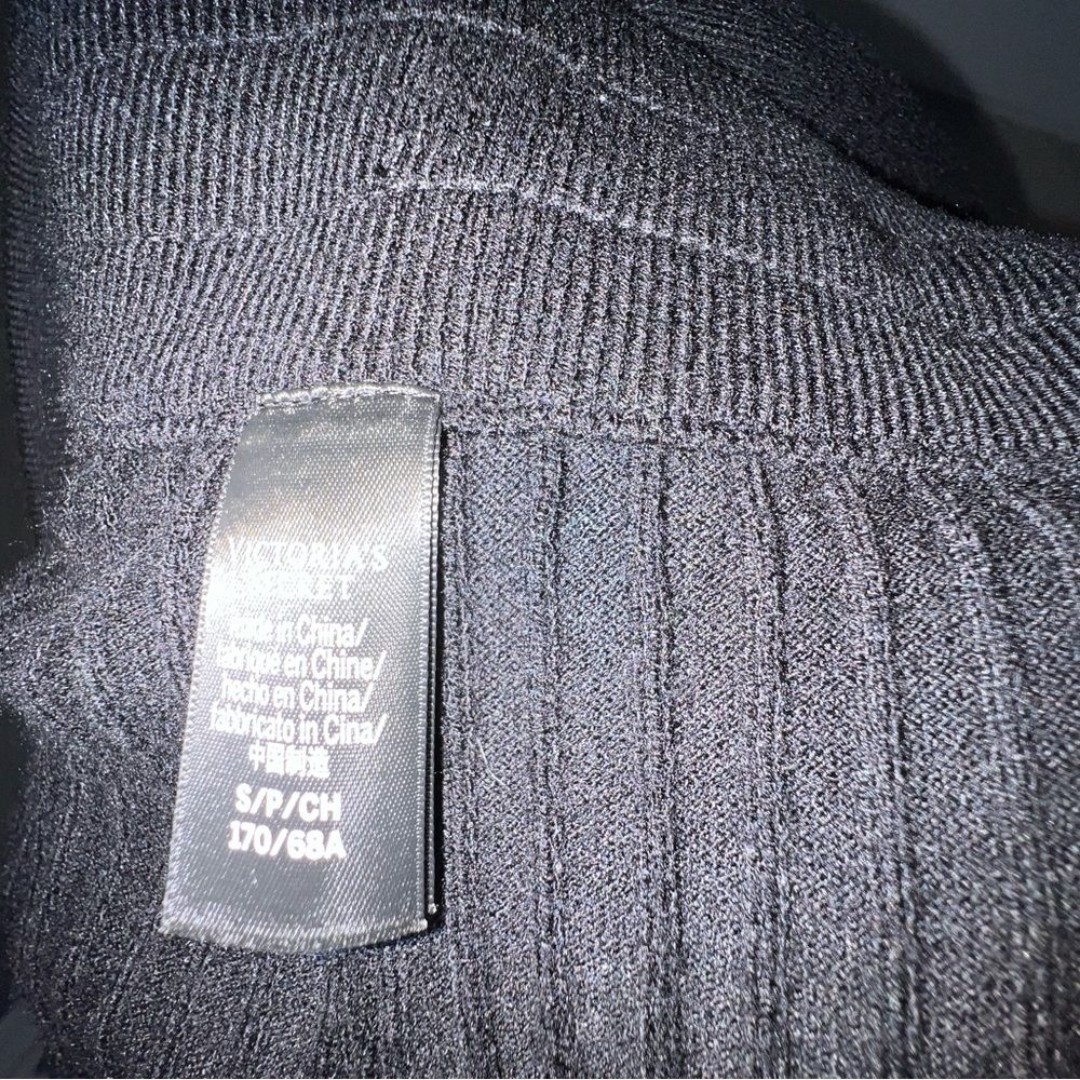 VICTORIA'S
SECRET
made in China/
fabriqué en Chine/
hecho en China/
fabbricato in Cina/
中国制造
S/P/CH
170/68A